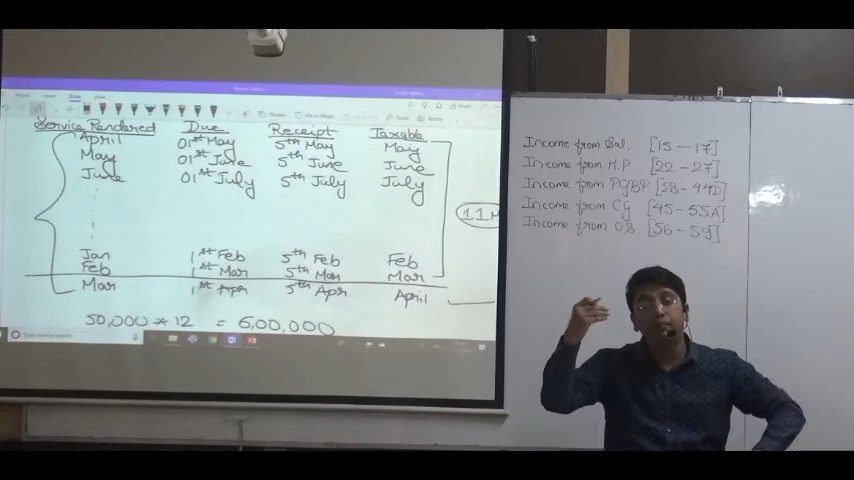 Service Rendered Due Receipt Taxable
April 01st May 5th May May
May 01st June 5th June June
June 01st July 5th July July
Jan 1st Feb 5th Feb Feb
Feb 1st Mar 5th Mar Mar
Mar 1st Apr 5th Apr April
11 M
50,000 * 12 = 6,00,000
Income from Sal. [15 - 17]
Income from H.P [22 - 27]
Income from PGBP [28 - 44D]
Income from CG [45 - 55A]
Income from OS [56 - 59]